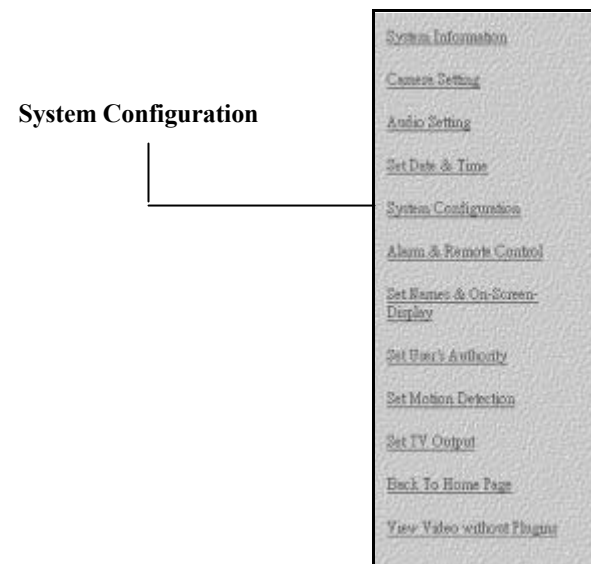 System Configuration
System Information
Camera Setting
Audio Setting
Set Date & Time
System Configuration
Alarm & Remote Control
Set Names & On-Screen-
Display
Set User's Authority
Set Motion Detection
Set TV Output
Back To Home Page
View Video without Plugins